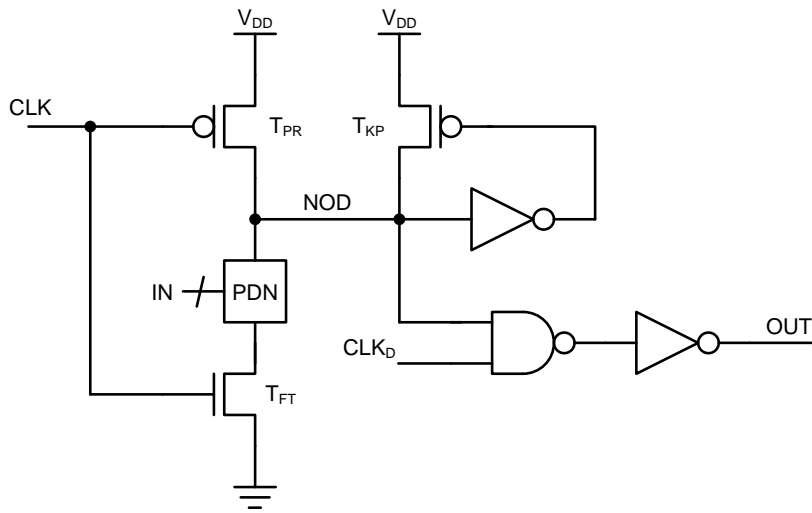 V_DD
V_DD
CLK
T_PR
T_KP
NOD
IN
PDN
CLK_D
OUT
T_FT